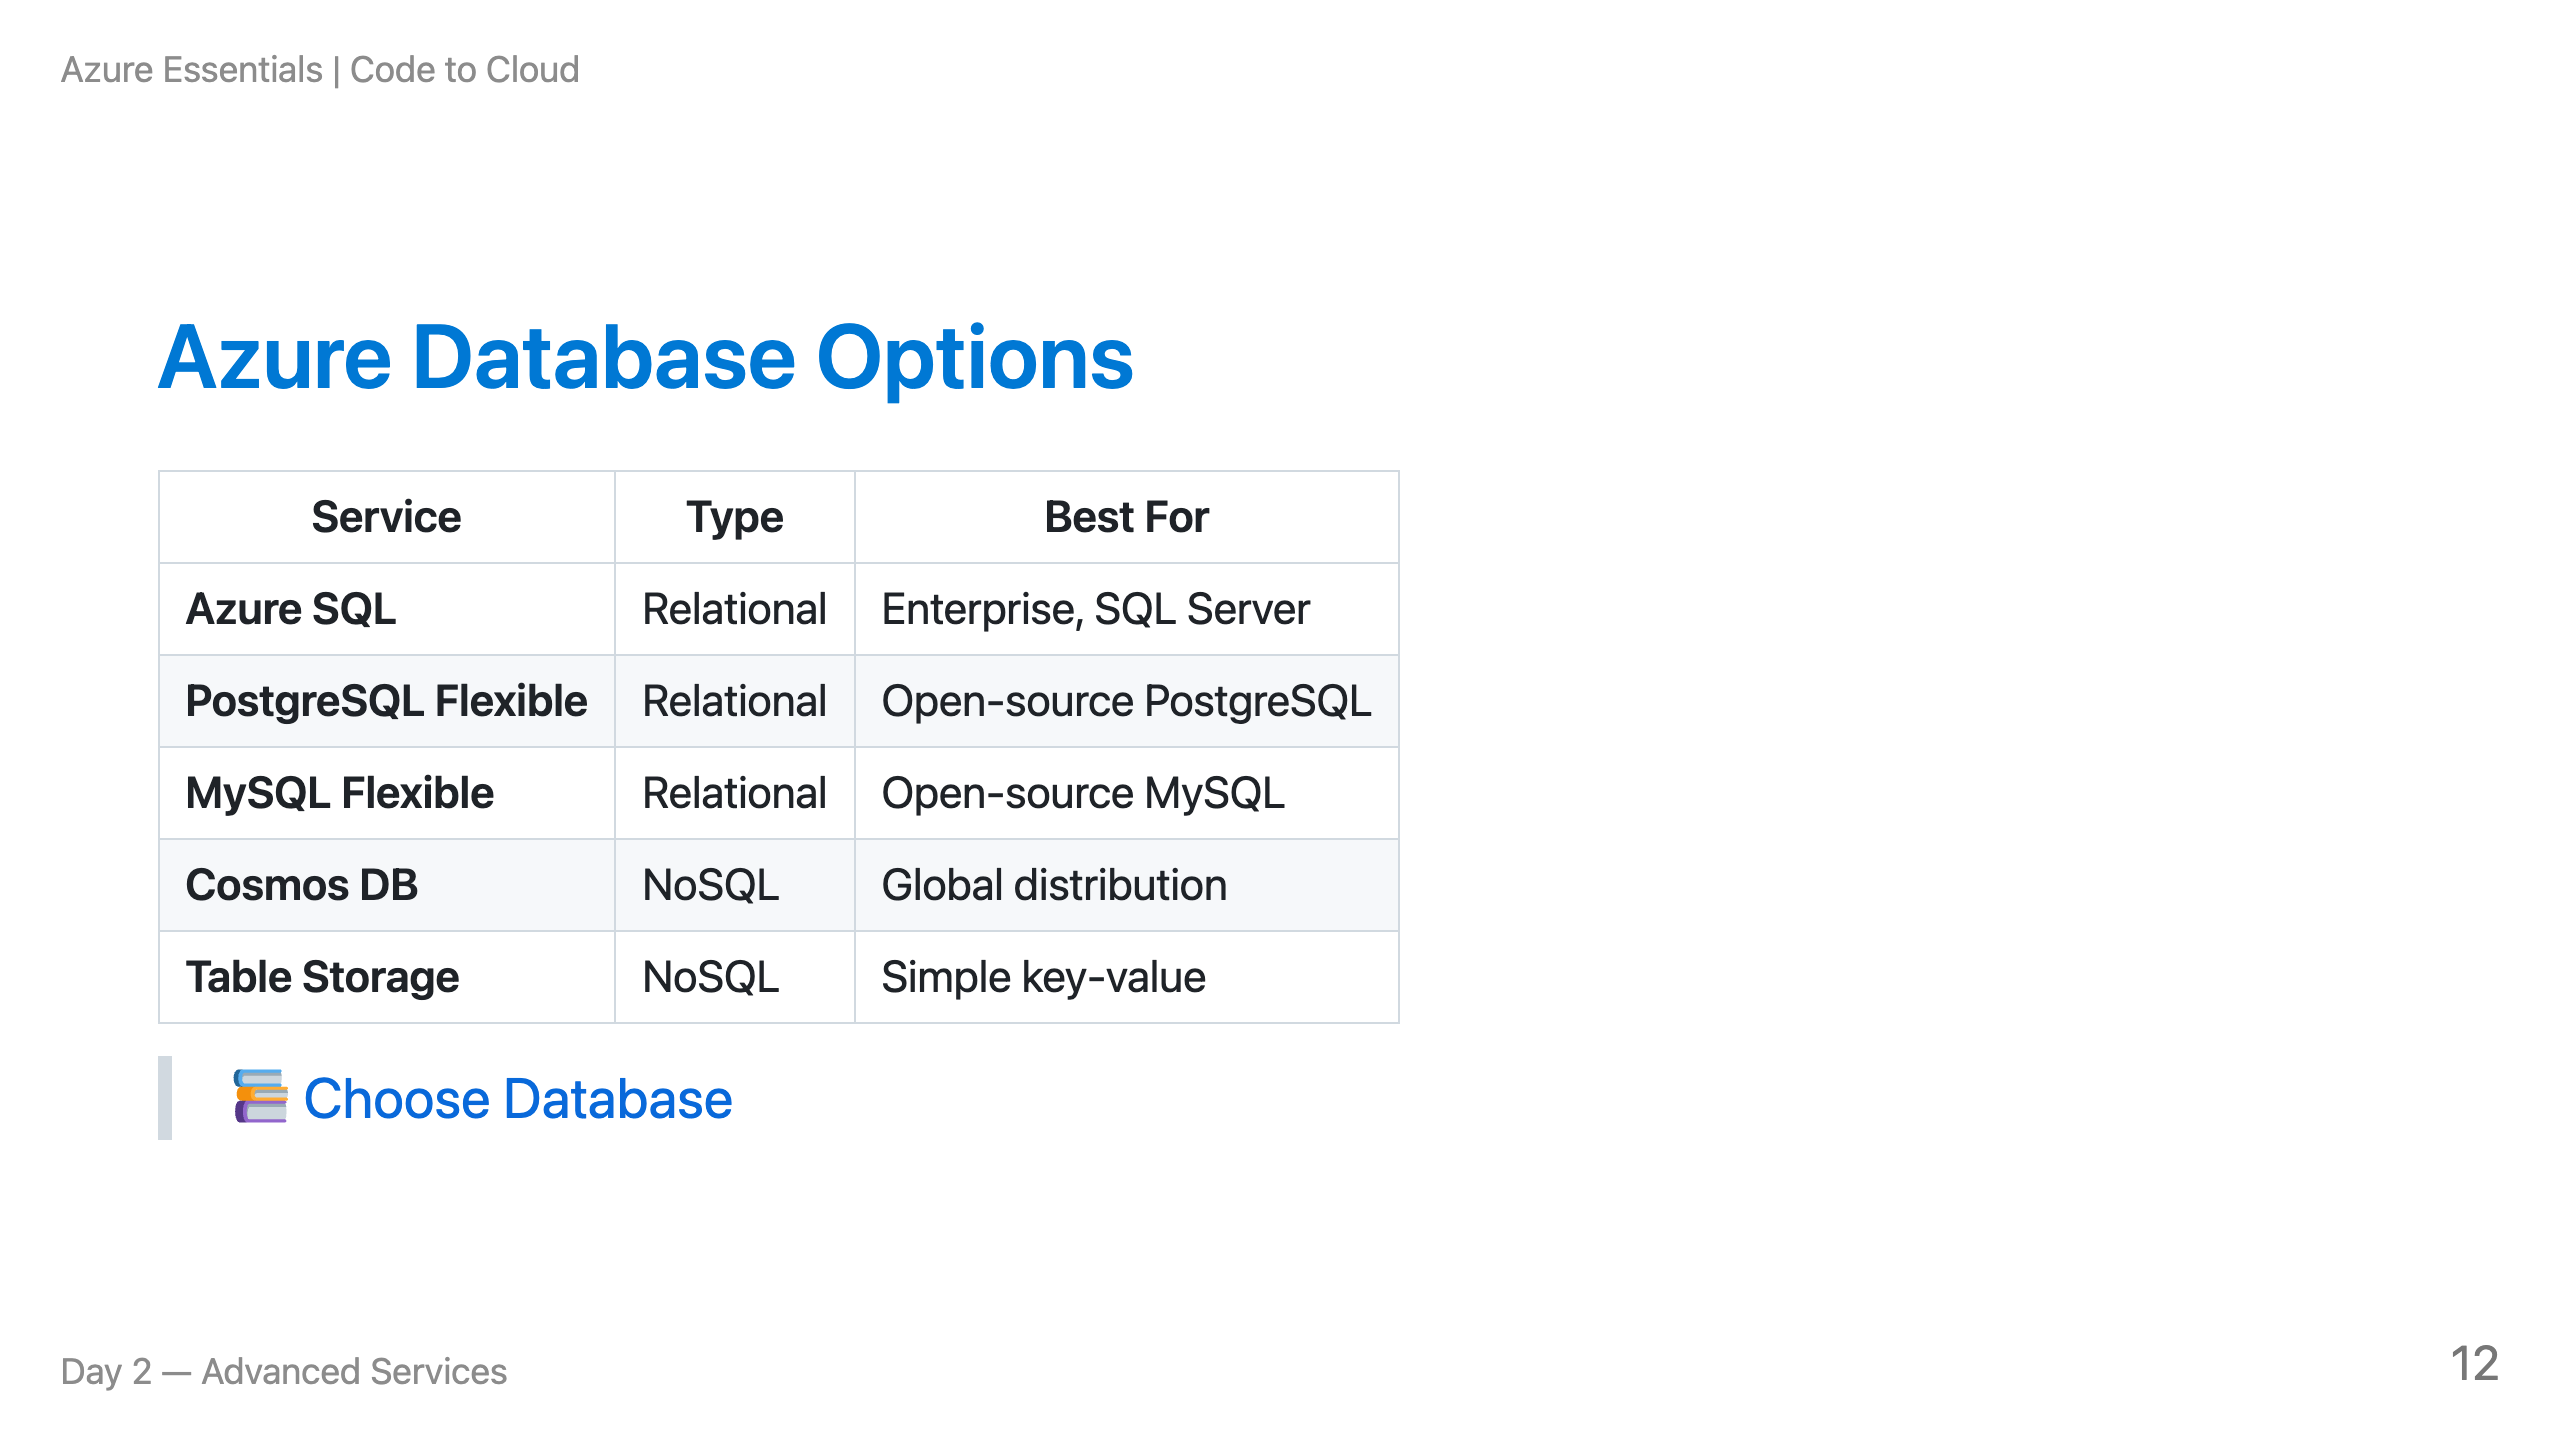 Azure Essentials | Code to Cloud
Azure Database Options
Service Type Best For
Azure SQL Relational Enterprise, SQL Server
PostgreSQL Flexible Relational Open-source PostgreSQL
MySQL Flexible Relational Open-source MySQL
Cosmos DB NoSQL Global distribution
Table Storage NoSQL Simple key-value
📚 Choose Database
Day 2 — Advanced Services
12